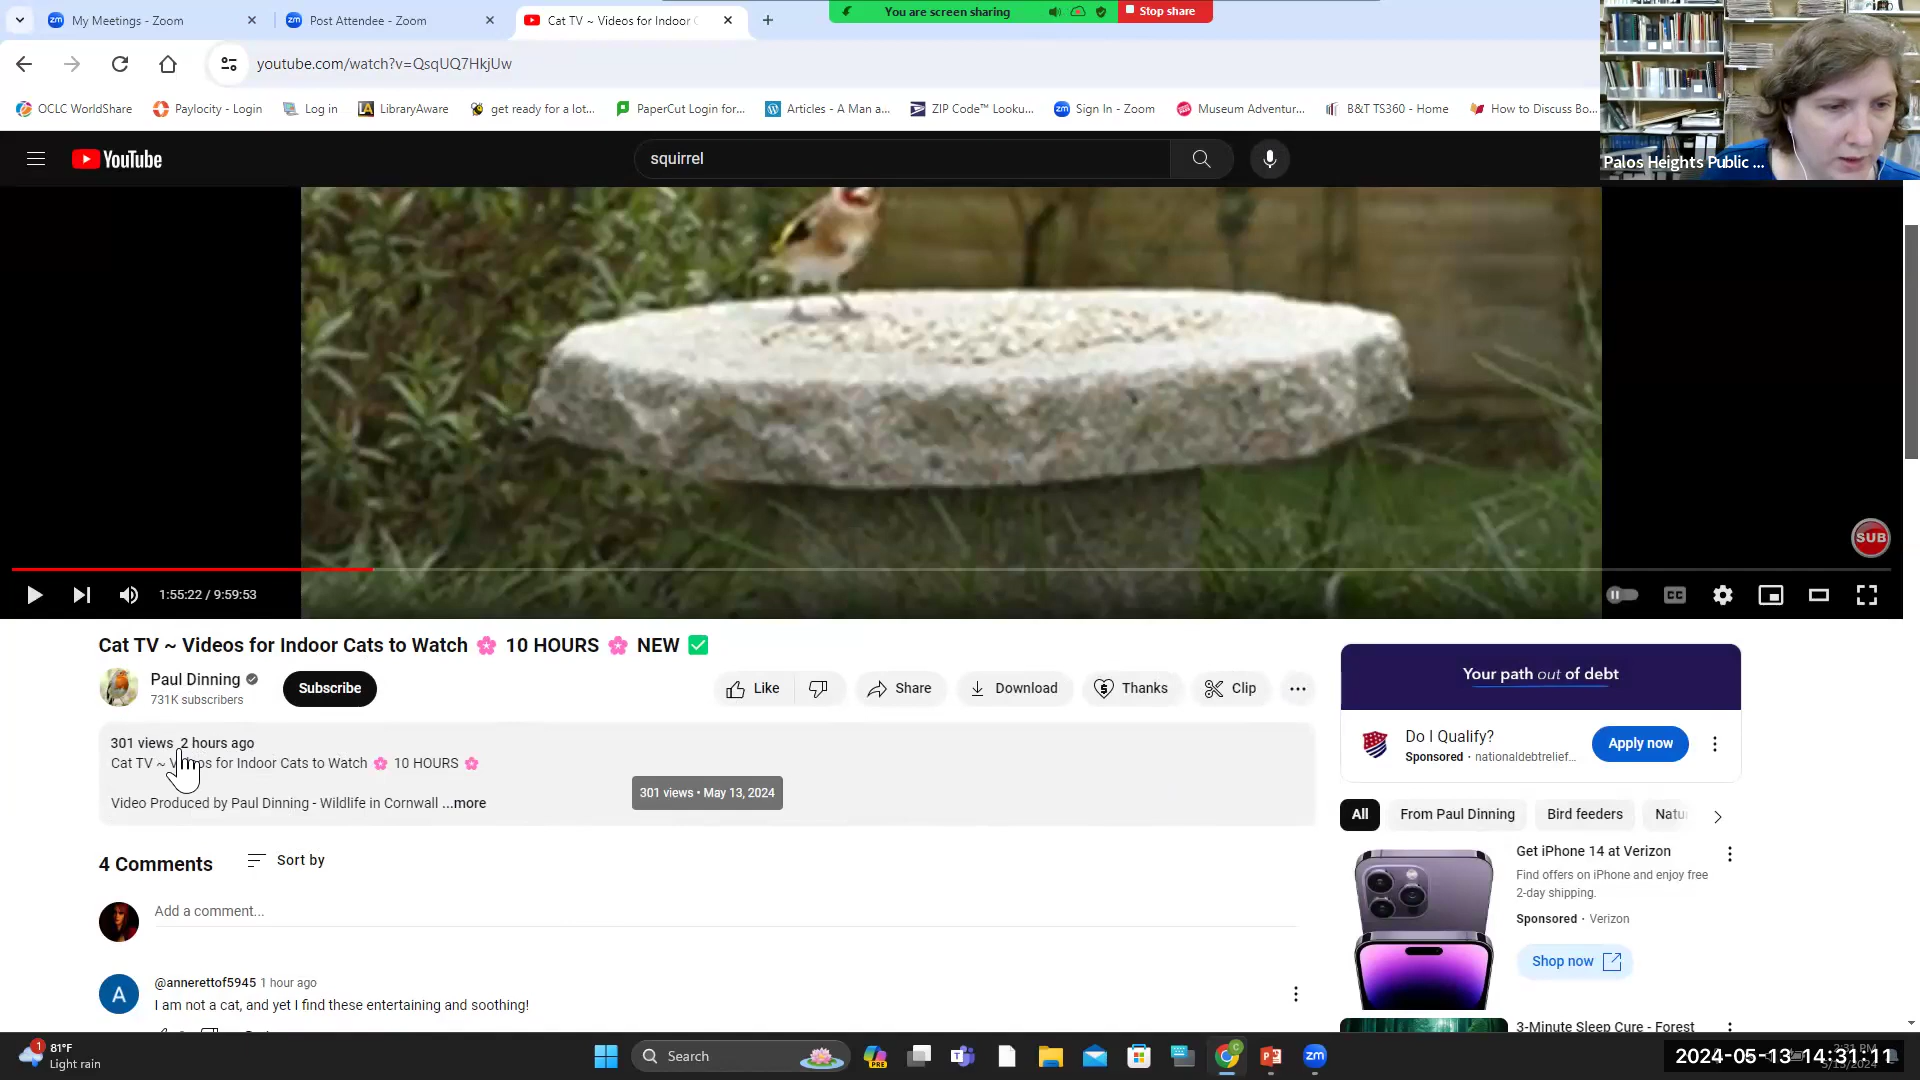 My Meetings - Zoom
Post Attendee - Zoom
Cat TV ~ Videos for Indoor C
You are screen sharing
Stop share
youtube.com/watch?v=QsqUQ7HkjUw
OCLC WorldShare
Paylocity - Login
Log in
LibraryAware
get ready for a lot...
PaperCut Login for...
Articles - A Man a...
ZIP Code™ Looku...
Sign In - Zoom
Museum Adventur...
B&T TS360 - Home
How to Discuss Bo...
Palos Heights Public ...
YouTube
squirrel
SUB
1:55:22 / 9:59:53
CC
Cat TV ~ Videos for Indoor Cats to Watch 🌸 10 HOURS 🌸 NEW ✅
Paul Dinning
731K subscribers
Subscribe
Like
Share
Download
Thanks
Clip
301 views 2 hours ago
Cat TV ~ Videos for Indoor Cats to Watch 🌸 10 HOURS 🌸
301 views • May 13, 2024
Video Produced by Paul Dinning - Wildlife in Cornwall ...more
4 Comments
Sort by
Add a comment...
A
@annerettof5945 1 hour ago
I am not a cat, and yet I find these entertaining and soothing!
Your path out of debt
Do I Qualify?
Sponsored · nationaldebtrelief...
Apply now
All
From Paul Dinning
Bird feeders
Natu
Get iPhone 14 at Verizon
Find offers on iPhone and enjoy free
2-day shipping.
Sponsored · Verizon
Shop now
3-Minute Sleep Cure - Forest
1
81°F
Light rain
Search
PRE
zm
2024-05-13 14:31:11